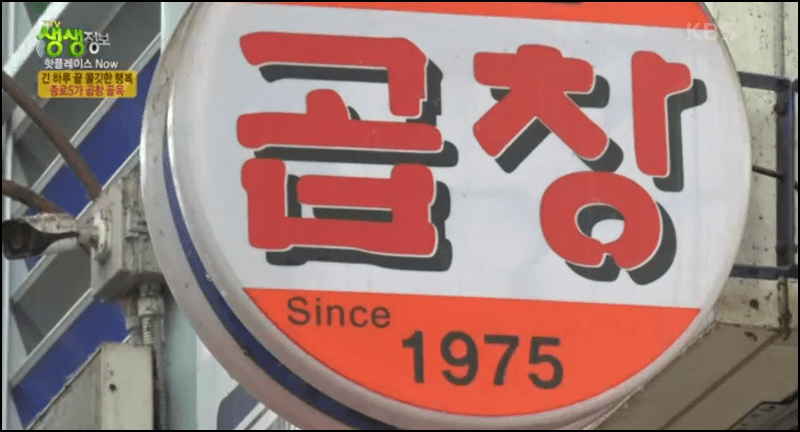 2TV 생생정보
핫플레이스 Now
긴 하루 끝 쫄깃한 행복
종로5가 곱창 골목
KBS
곱창
Since
1975